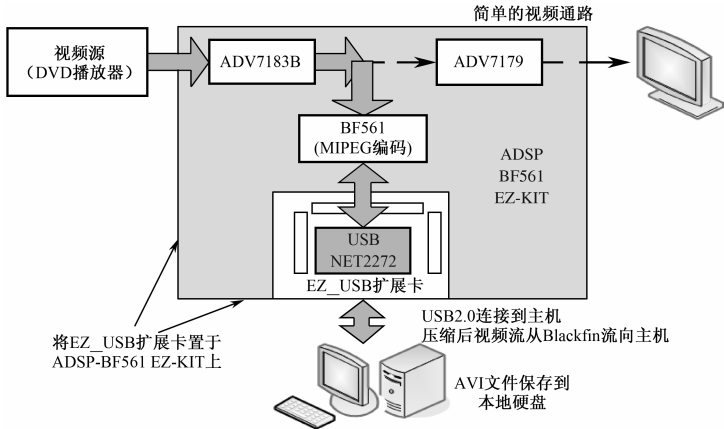 简单的视频通路
视频源
（DVD播放器）
ADV7183B
ADV7179
BF561
(MIPEG编码)
ADSP
BF561
EZ-KIT
USB
NET2272
EZ_USB扩展卡
USB2.0连接到主机
压缩后视频流从Blackfin流向主机
将EZ_USB扩展卡置于
ADSP-BF561 EZ-KIT上
AVI文件保存到
本地硬盘